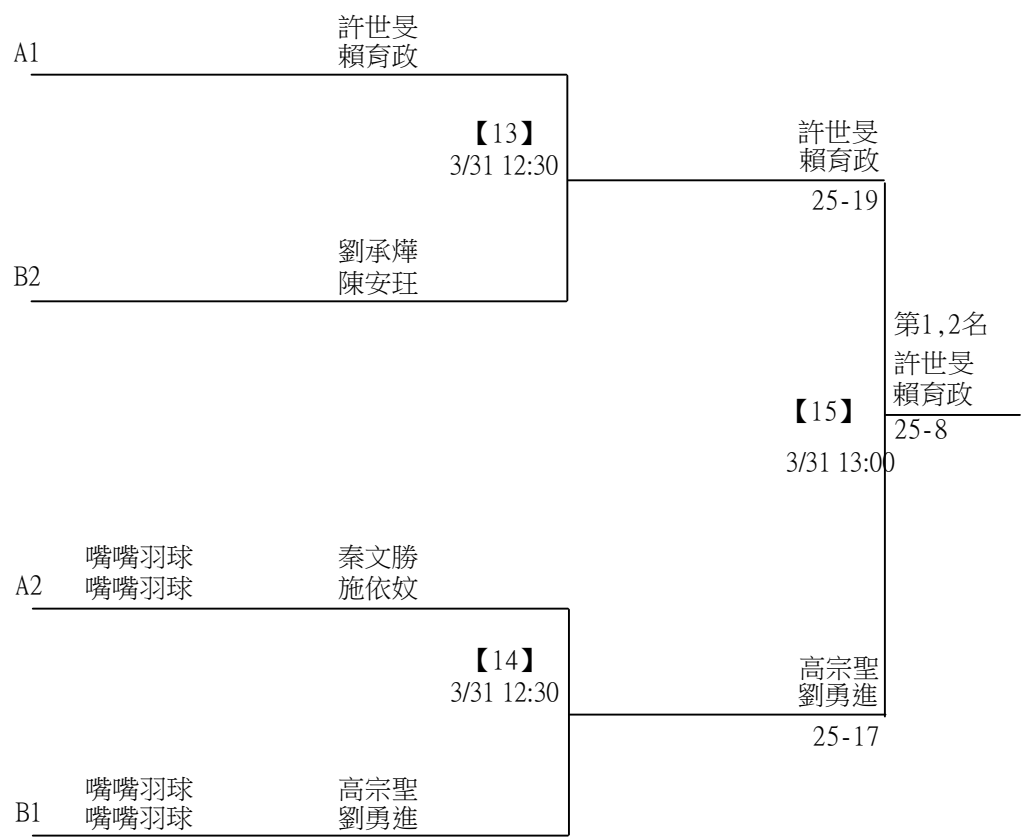 許世旻
A1 賴育政
【13】
3/31 12:30
許世旻
賴育政
25-19
劉承燁
B2 陳安玨
第1,2名
許世旻
賴育政
【15】
25-8
3/31 13:00
嘴嘴羽球 秦文勝
A2 嘴嘴羽球 施依妏
【14】
3/31 12:30
高宗聖
劉勇進
25-17
嘴嘴羽球 高宗聖
B1 嘴嘴羽球 劉勇進